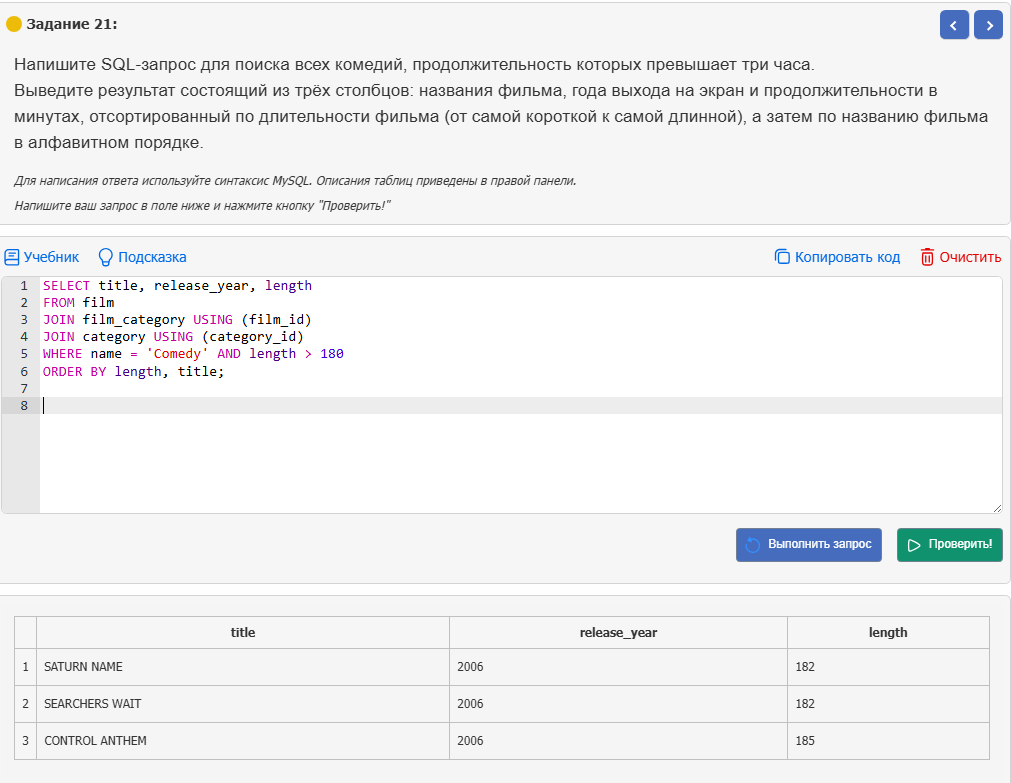 Задание 21:
Напишите SQL-запрос для поиска всех комедий, продолжительность которых превышает три часа.
Выведите результат состоящий из трёх столбцов: названия фильма, года выхода на экран и продолжительности в
минутах, отсортированный по длительности фильма (от самой короткой к самой длинной), а затем по названию фильма
в алфавитном порядке.
Для написания ответа используйте синтаксис MySQL. Описания таблиц приведены в правой панели.
Напишите ваш запрос в поле ниже и нажмите кнопку "Проверить!"
Учебник Подсказка Копировать код Очистить
1 SELECT title, release_year, length
2 FROM film
3 JOIN film_category USING (film_id)
4 JOIN category USING (category_id)
5 WHERE name = 'Comedy' AND length > 180
6 ORDER BY length, title;
7
8
Выполнить запрос Проверить!
title release_year length
1 SATURN NAME 2006 182
2 SEARCHERS WAIT 2006 182
3 CONTROL ANTHEM 2006 185